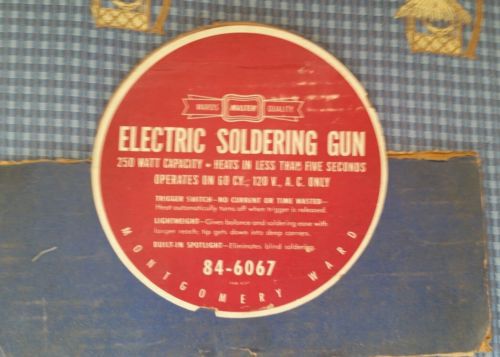 WARDS MASTER QUALITY
ELECTRIC SOLDERING GUN
250 WATT CAPACITY • HEATS IN LESS THAN FIVE SECONDS
OPERATES ON 60 CY., 120 V., A. C. ONLY
TRIGGER SWITCH—NO CURRENT OR TIME WASTED—
Heat automatically turns off when trigger is released.
LIGHTWEIGHT—Gives balance and soldering ease with
longer reach; tip gets down into deep corners.
BUILT-IN SPOTLIGHT—Eliminates blind soldering.
84-6067
MONTGOMERY WARD